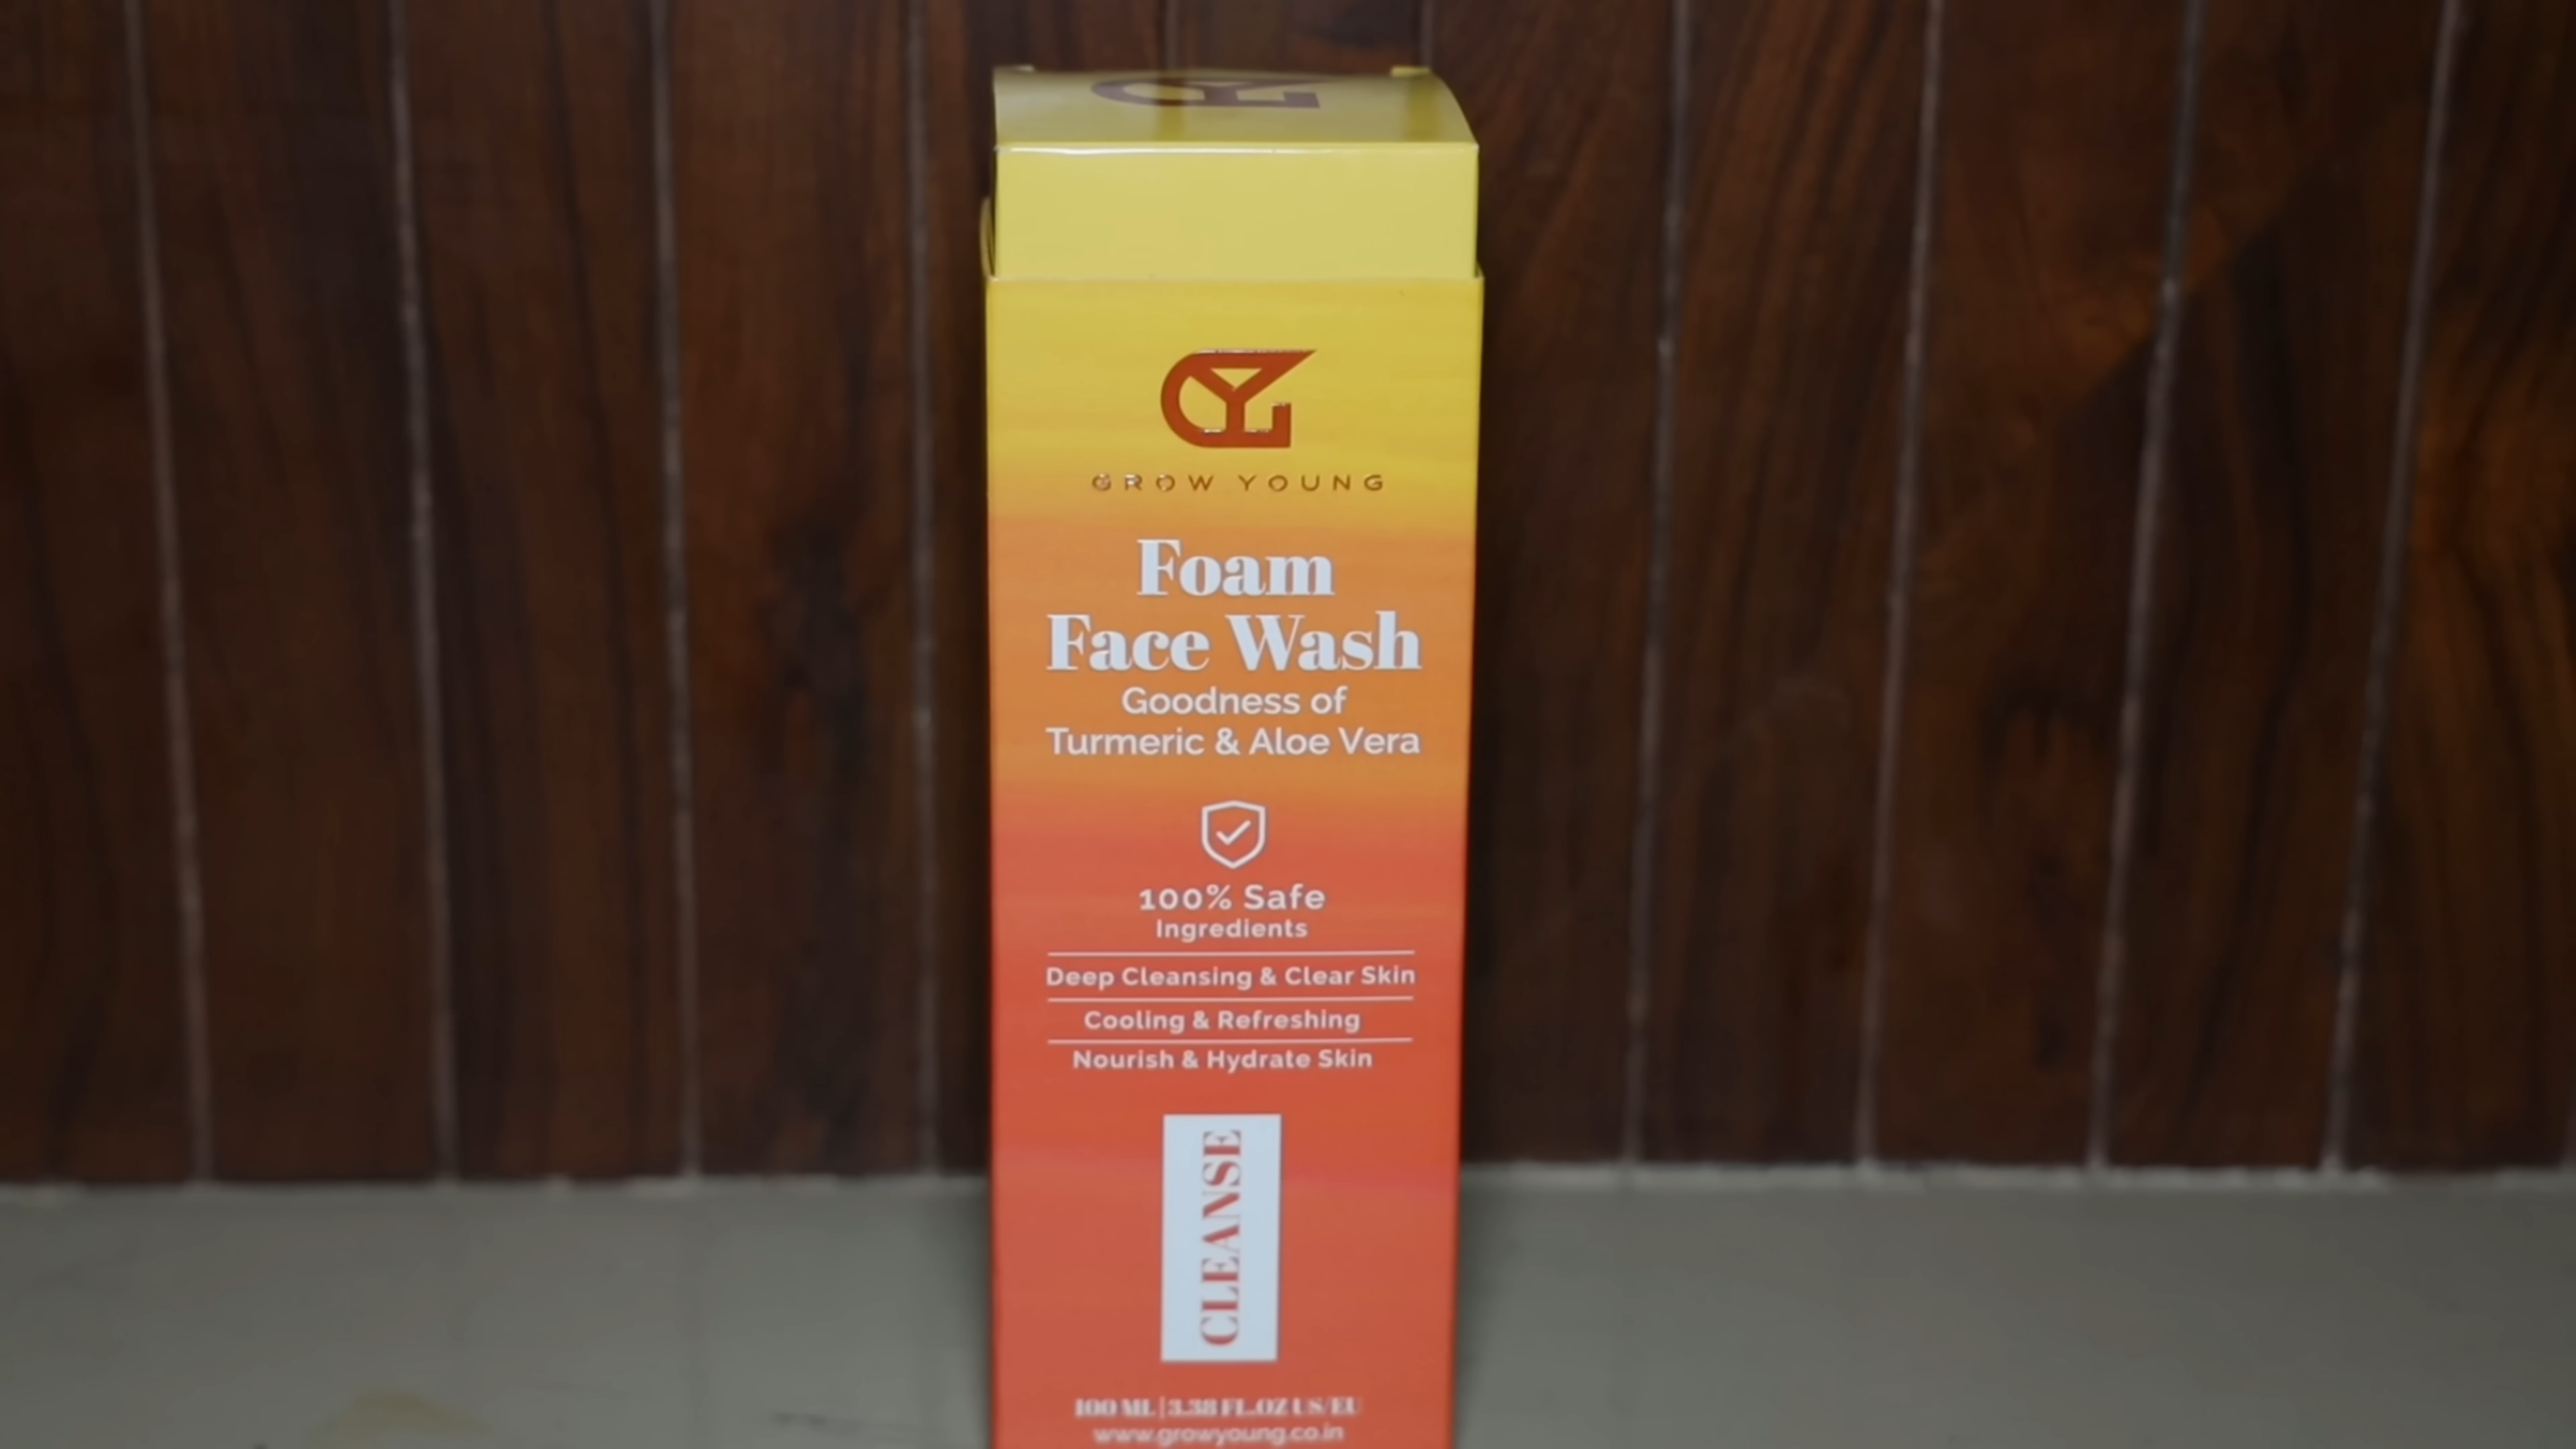 GY
GROW YOUNG
Foam
Face Wash
Goodness of
Turmeric & Aloe Vera
100% Safe
Ingredients
Deep Cleansing & Clear Skin
Cooling & Refreshing
Nourish & Hydrate Skin
CLEANSE
100 ML | 3.38 FL.OZ US/EU
www.growyoung.co.in